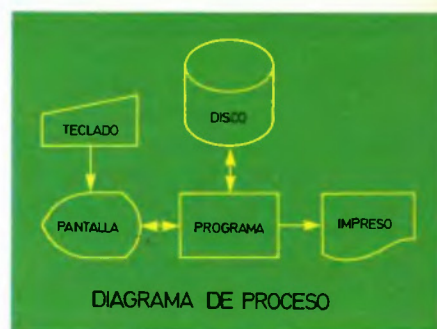 DISCO
TECLADO
PANTALLA
PROGRAMA
IMPRESO
DIAGRAMA DE PROCESO